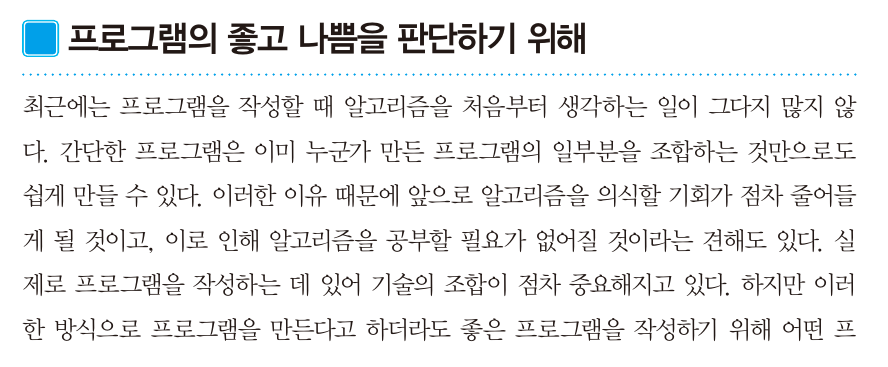 프로그램의 좋고 나쁨을 판단하기 위해
최근에는 프로그램을 작성할 때 알고리즘을 처음부터 생각하는 일이 그다지 많지 않
다. 간단한 프로그램은 이미 누군가 만든 프로그램의 일부분을 조합하는 것만으로도
쉽게 만들 수 있다. 이러한 이유 때문에 앞으로 알고리즘을 의식할 기회가 점차 줄어들
게 될 것이고, 이로 인해 알고리즘을 공부할 필요가 없어질 것이라는 견해도 있다. 실
제로 프로그램을 작성하는 데 있어 기술의 조합이 점차 중요해지고 있다. 하지만 이러
한 방식으로 프로그램을 만든다고 하더라도 좋은 프로그램을 작성하기 위해 어떤 프